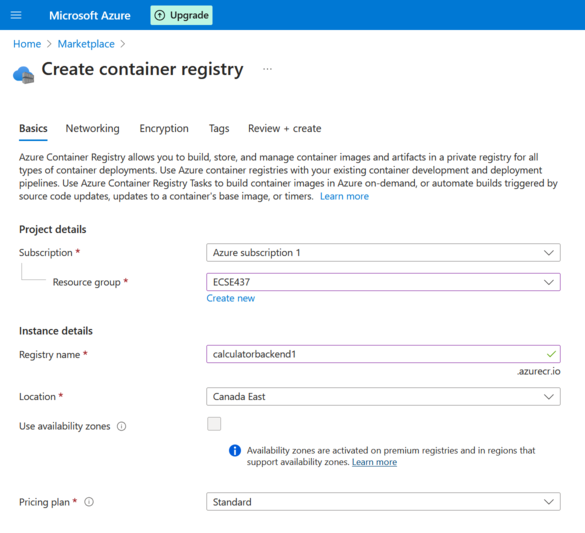 Microsoft Azure
Upgrade
Home > Marketplace >
Create container registry ...
Basics Networking Encryption Tags Review + create
Azure Container Registry allows you to build, store, and manage container images and artifacts in a private registry for all
types of container deployments. Use Azure container registries with your existing container development and deployment
pipelines. Use Azure Container Registry Tasks to build container images in Azure on-demand, or automate builds triggered by
source code updates, updates to a container's base image, or timers. Learn more
Project details
Subscription * Azure subscription 1
Resource group * ECSE437
Create new
Instance details
Registry name * calculatorbackend1
.azurecr.io
Location * Canada East
Use availability zones
Availability zones are activated on premium registries and in regions that
support availability zones. Learn more
Pricing plan * Standard